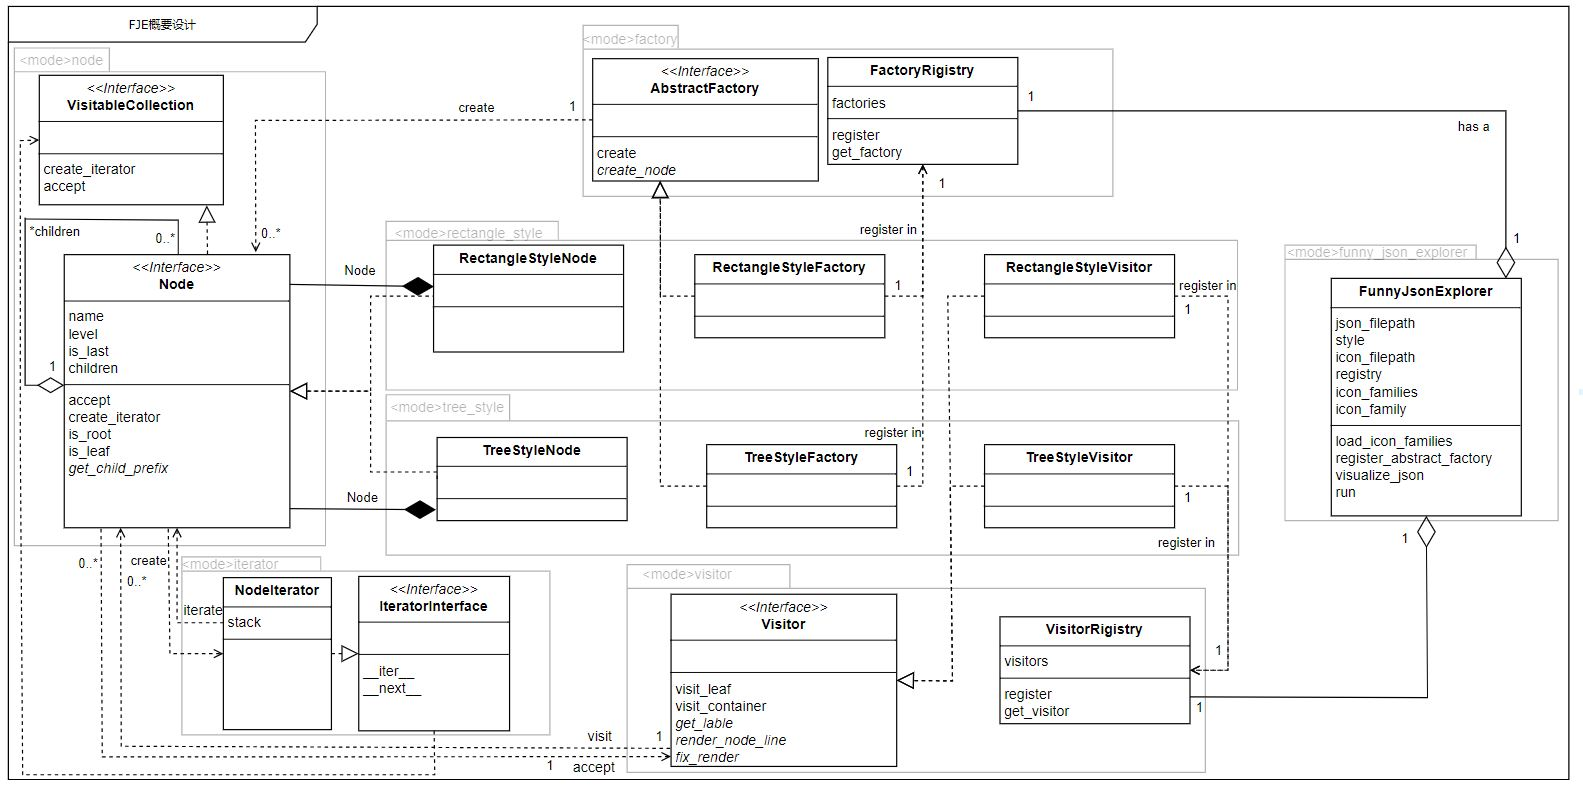 FJE概要设计
<mode>node
<<Interface>>
VisitableCollection
create_iterator
accept
*children
0..*
0..*
<<Interface>>
Node
name
level
is_last
children
1
accept
create_iterator
is_root
is_leaf
get_child_prefix
create
1
<mode>factory
<<Interface>>
AbstractFactory
create
create_node
FactoryRigistry
factories
register
get_factory
1
has a
1
1
<mode>rectangle_style
register in
Node
RectangleStyleNode
RectangleStyleFactory
1
RectangleStyleVisitor
register in
1
<mode>tree_style
register in
TreeStyleNode
Node
TreeStyleFactory
1
TreeStyleVisitor
1
register in
<mode>funny_json_explorer
FunnyJsonExplorer
json_filepath
style
icon_filepath
registry
icon_families
icon_family
load_icon_families
register_abstract_factory
visualize_json
run
1
0..*
create
0..*
<mode>iterator
iterate
NodeIterator
stack
<<Interface>>
IteratorInterface
__iter__
__next__
<mode>visitor
<<Interface>>
Visitor
visit_leaf
visit_container
get_lable
render_node_line
fix_render
VisitorRigistry
visitors
register
get_visitor
1
1
visit
1
1
accept